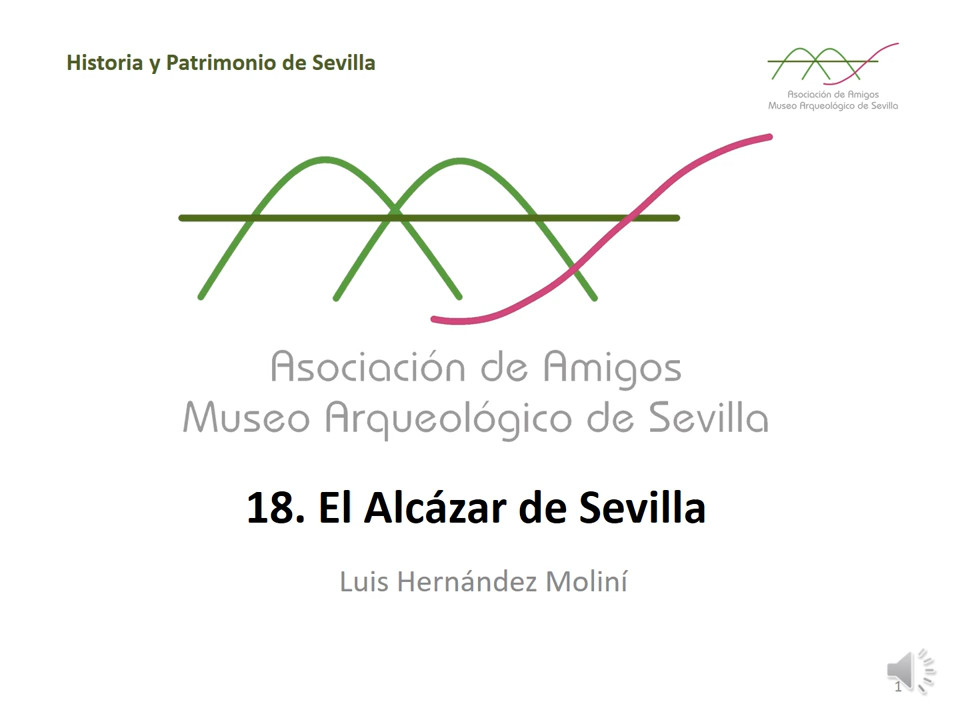 Historia y Patrimonio de Sevilla
Asociación de Amigos
Museo Arqueológico de Sevilla
Asociación de Amigos
Museo Arqueológico de Sevilla
18. El Alcázar de Sevilla
Luis Hernández Moliní
1